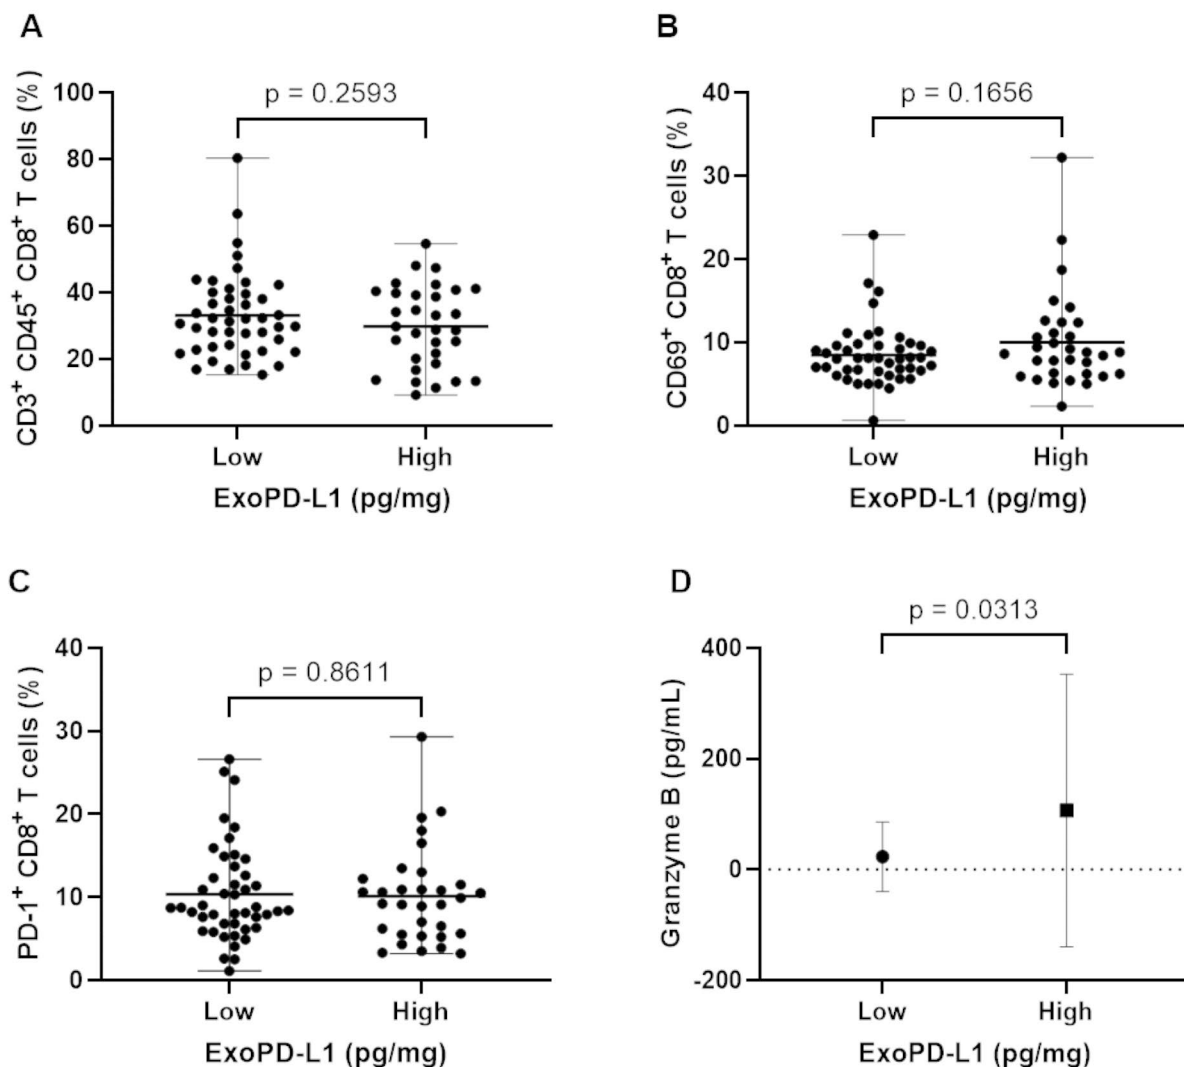 A
CD3+ CD45+ CD8+ T cells (%)
100
80
60
40
20
0
p = 0.2593
Low
High
ExoPD-L1 (pg/mg)
B
CD69+ CD8+ T cells (%)
40
30
20
10
0
p = 0.1656
Low
High
ExoPD-L1 (pg/mg)
C
PD-1+ CD8+ T cells (%)
40
30
20
10
0
p = 0.8611
Low
High
ExoPD-L1 (pg/mg)
D
Granzyme B (pg/mL)
400
200
0
-200
p = 0.0313
Low
High
ExoPD-L1 (pg/mg)